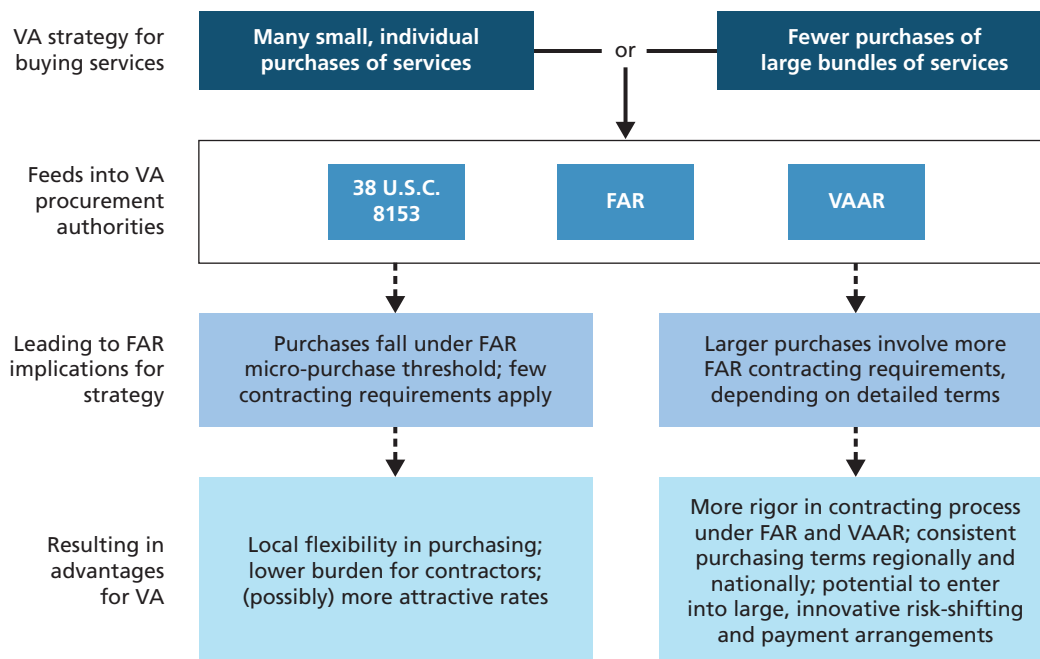 VA strategy for
buying services
Many small, individual
purchases of services
or
Fewer purchases of
large bundles of services
Feeds into VA
procurement
authorities
38 U.S.C.
8153
FAR
VAAR
Leading to FAR
implications for
strategy
Purchases fall under FAR
micro-purchase threshold; few
contracting requirements apply
Larger purchases involve more
FAR contracting requirements,
depending on detailed terms
Resulting in
advantages
for VA
Local flexibility in purchasing;
lower burden for contractors;
(possibly) more attractive rates
More rigor in contracting process
under FAR and VAAR; consistent
purchasing terms regionally and
nationally; potential to enter
into large, innovative risk-shifting
and payment arrangements